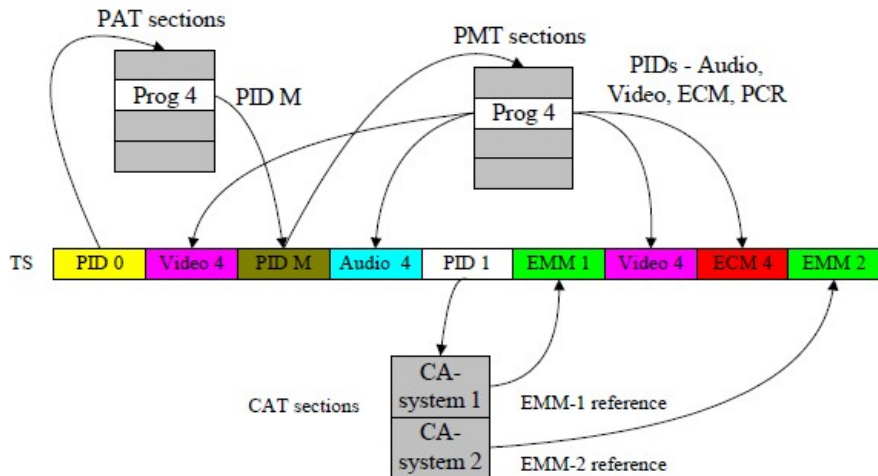 PAT sections
PMT sections
PIDs - Audio,
Video, ECM, PCR
Prog 4
PID M
Prog 4
TS
PID 0
Video 4
PID M
Audio 4
PID 1
EMM 1
Video 4
ECM 4
EMM 2
CAT sections
CA-
system 1
CA-
system 2
EMM-1 reference
EMM-2 reference